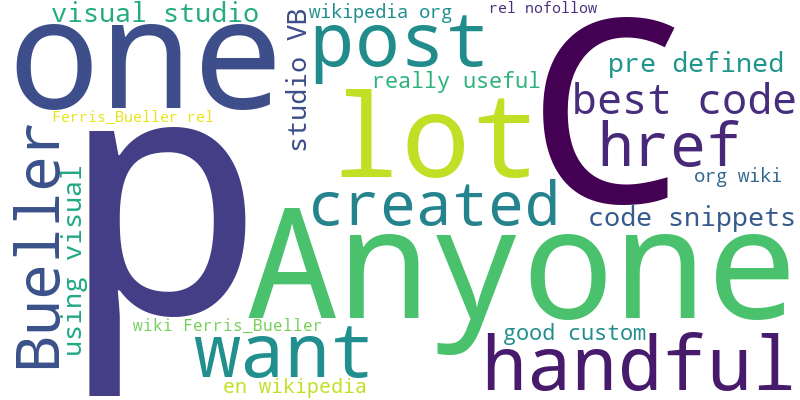 visual studio
wikipedia org
rel nofollow
one
studio VB
post
C
pre defined
really useful
best code
Ferris_Bueller rel
lot
href
Bueller
p
org wiki
using visual
created
code snippets
Anyone
wiki Ferris_Bueller
want
good custom
handful
en wikipedia